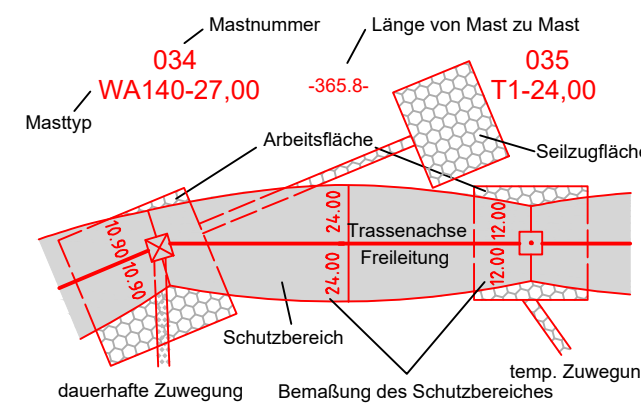 Mastnummer
Länge von Mast zu Mast
034
-365.8-
035
WA140-27,00
T1-24,00
Masttyp
Arbeitsfläche
Seilzugfläche
10.90
10.90
24.00
24.00
12.00
12.00
Trassenachse
Freileitung
Schutzbereich
temp. Zuwegun
dauerhafte Zuwegung
Bemaßung des Schutzbereiches